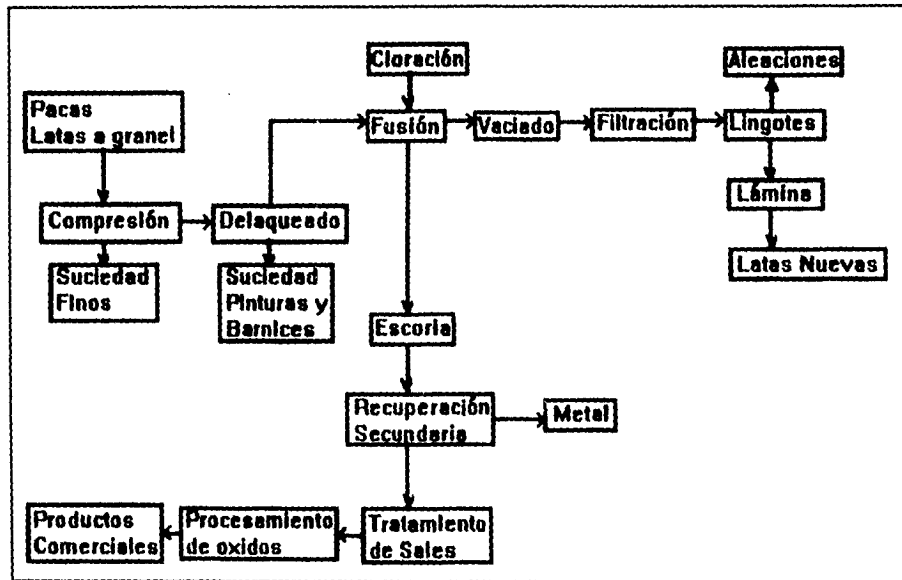 Cloración
Aleaciones
Pacas
Latas a granel
Fusión
Vaciado
Filtración
Lingotes
Lámina
Compresión
Delaqueado
Latas Nuevas
Suciedad
Finos
Suciedad
Pinturas y
Barnices
Escoria
Recuperación
Secundaria
Metal
Productos
Comerciales
Procesamiento
de oxidos
Tratamiento
de Sales